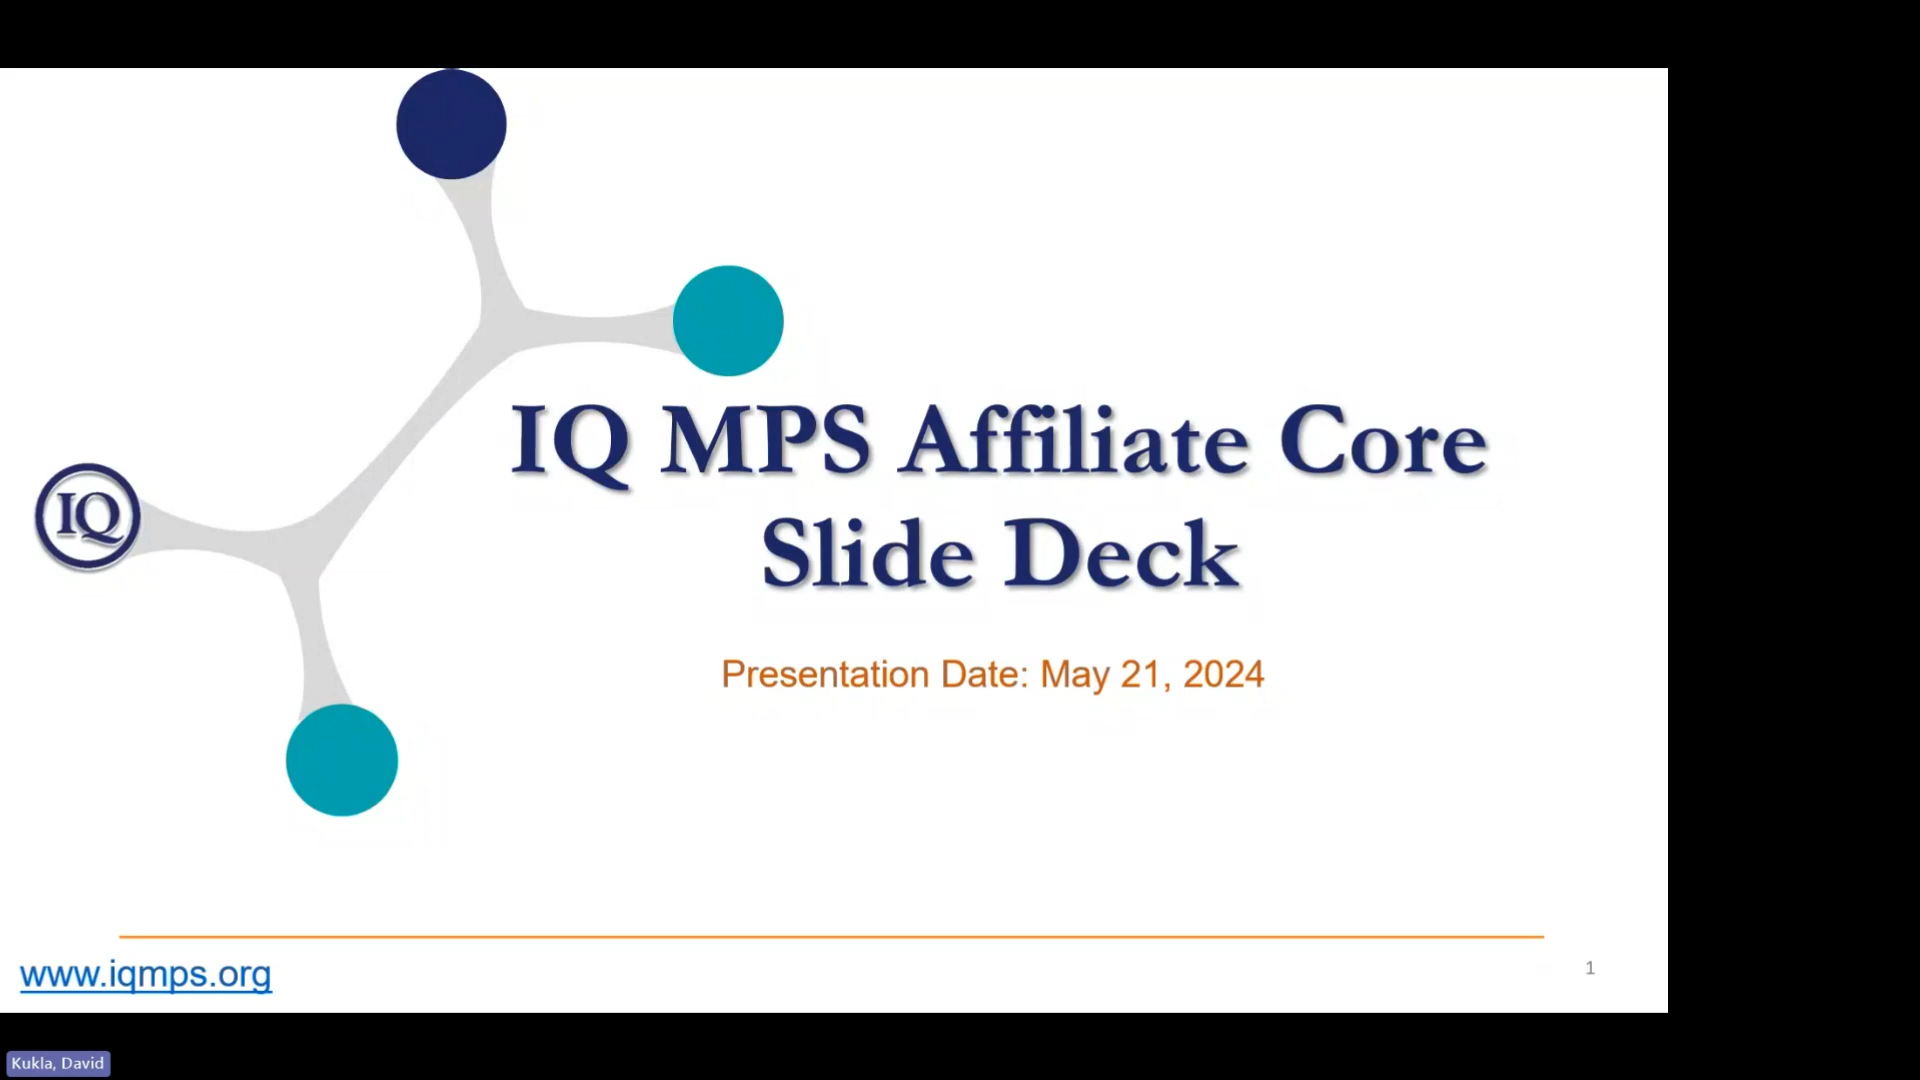 IQ MPS Affiliate Core
Slide Deck
IQ
Presentation Date: May 21, 2024
www.iqmps.org
1
Kukla, David